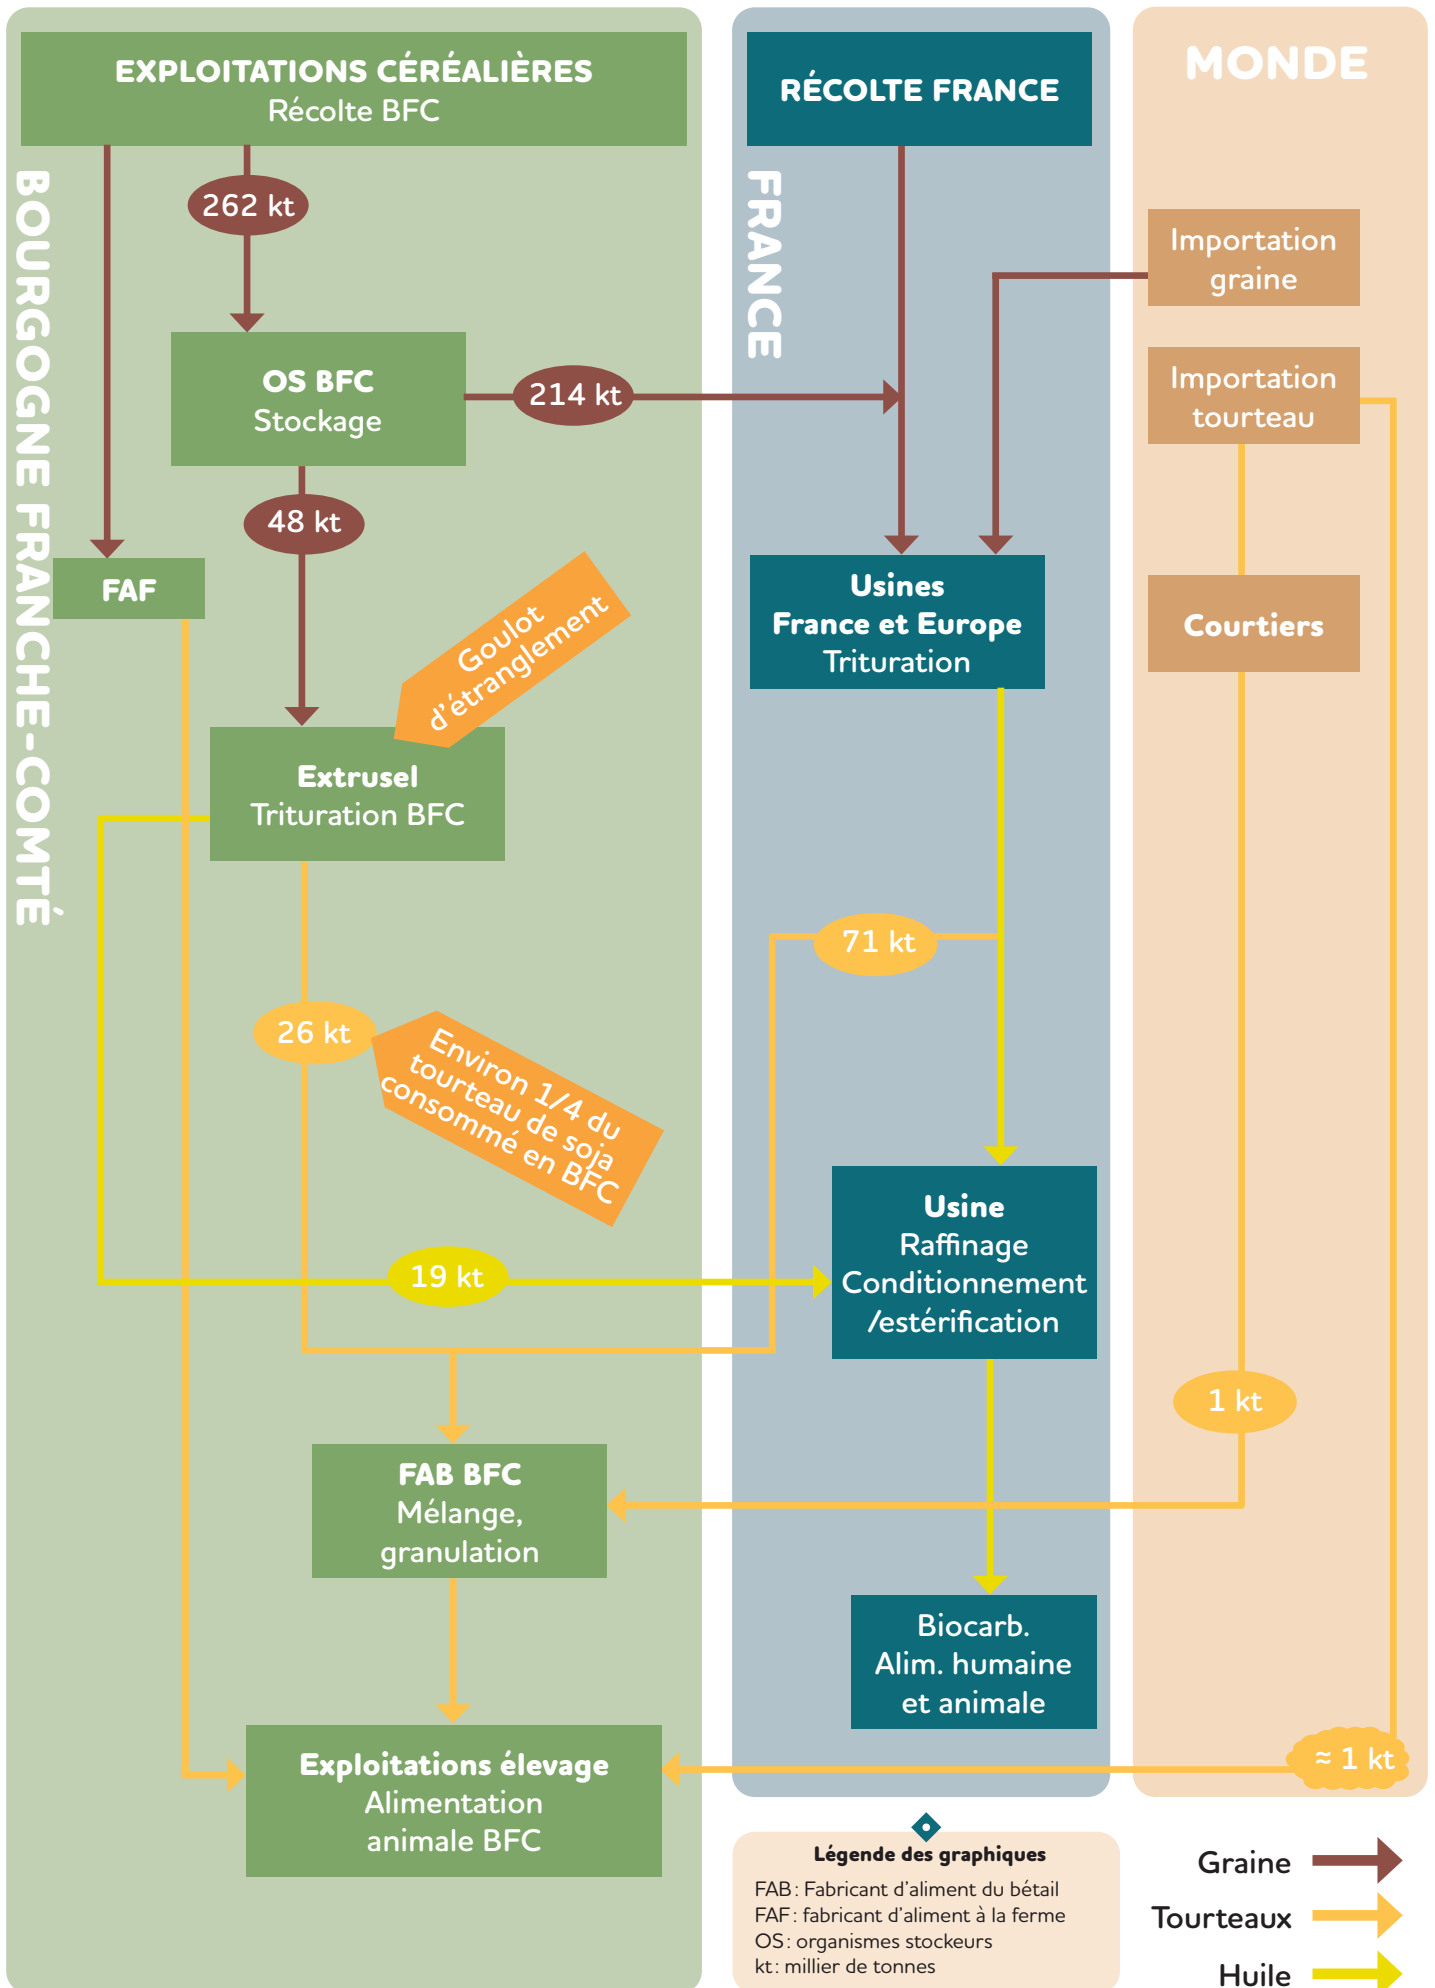 EXPLOITATIONS CÉRÉALIÈRES
Récolte BFC
BOURGOGNE FRANCHE-COMTÉ
262 kt
OS BFC
Stockage
214 kt
48 kt
FAF
Goulot
d'étranglement
Extrusel
Trituration BFC
26 kt
Environ 1/4 du
tourteau de soja
consommé en BFC
19 kt
FAB BFC
Mélange,
granulation
Exploitations élevage
Alimentation
animale BFC
RÉCOLTE FRANCE
FRANCE
Usines
France et Europe
Trituration
71 kt
Usine
Raffinage
Conditionnement
/estérification
Biocarb.
Alim. humaine
et animale
MONDE
Importation
graine
Importation
tourteau
Courtiers
1 kt
≈ 1 kt
Légende des graphiques
FAB : Fabricant d'aliment du bétail
FAF : fabricant d'aliment à la ferme
OS : organismes stockeurs
kt : millier de tonnes
Graine
Tourteaux
Huile